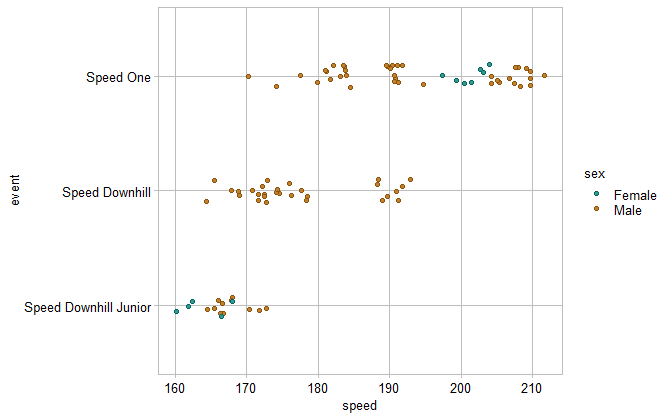 Speed One
Speed Downhill
Speed Downhill Junior
event
160 170 180 190 200 210
speed
sex
Female
Male